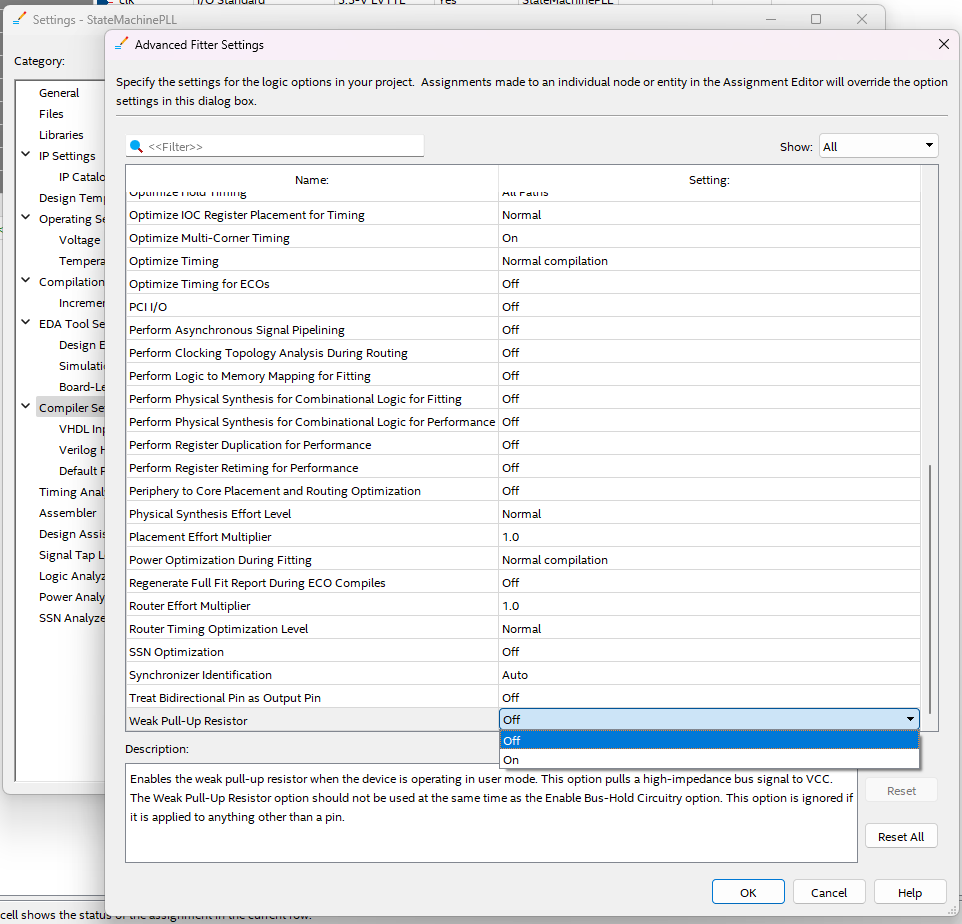 clk I/O Standard 3.3-V LVTTL Yes StateMachinePLL
Settings - StateMachinePLL
Category:
General
Files
Libraries
IP Settings
IP Catalo
Design Temp
Operating Se
Voltage
Tempera
Compilation
Incremen
EDA Tool Se
Design E
Simulatio
Board-Le
Compiler Set
VHDL Inp
Verilog H
Default P
Timing Anal
Assembler
Design Assis
Signal Tap L
Logic Analyz
Power Analy
SSN Analyze
Advanced Fitter Settings
Specify the settings for the logic options in your project. Assignments made to an individual node or entity in the Assignment Editor will override the option
settings in this dialog box.
<<Filter>>
Show: All
Name: Setting:
Optimize Hold Timing All Paths
Optimize IOC Register Placement for Timing Normal
Optimize Multi-Corner Timing On
Optimize Timing Normal compilation
Optimize Timing for ECOs Off
PCI I/O Off
Perform Asynchronous Signal Pipelining Off
Perform Clocking Topology Analysis During Routing Off
Perform Logic to Memory Mapping for Fitting Off
Perform Physical Synthesis for Combinational Logic for Fitting Off
Perform Physical Synthesis for Combinational Logic for Performance Off
Perform Register Duplication for Performance Off
Perform Register Retiming for Performance Off
Periphery to Core Placement and Routing Optimization Off
Physical Synthesis Effort Level Normal
Placement Effort Multiplier 1.0
Power Optimization During Fitting Normal compilation
Regenerate Full Fit Report During ECO Compiles Off
Router Effort Multiplier 1.0
Router Timing Optimization Level Normal
SSN Optimization Off
Synchronizer Identification Auto
Treat Bidirectional Pin as Output Pin Off
Weak Pull-Up Resistor Off
Off
On
Description:
Enables the weak pull-up resistor when the device is operating in user mode. This option pulls a high-impedance bus signal to VCC.
The Weak Pull-Up Resistor option should not be used at the same time as the Enable Bus-Hold Circuitry option. This option is ignored if
it is applied to anything other than a pin.
Reset
Reset All
OK Cancel Help
cell shows the status of the assignment in the current row.